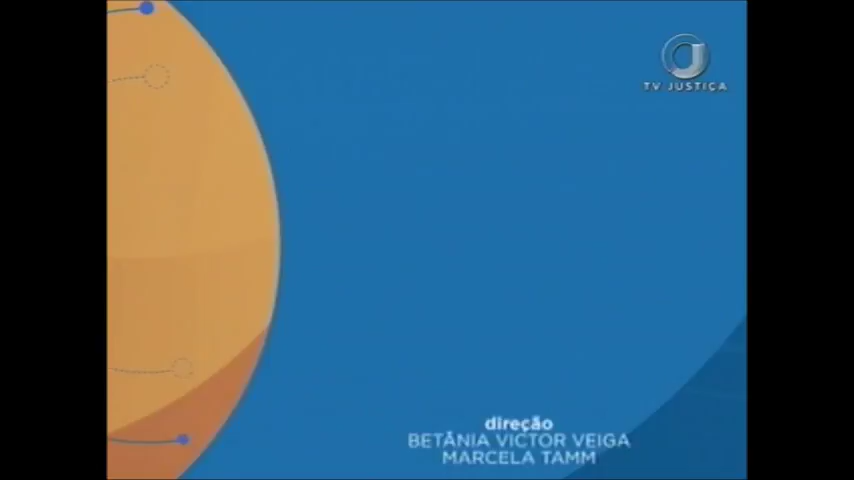 TV JUSTIÇA
direção
BETÂNIA VICTOR VEIGA
MARCELA TAMM